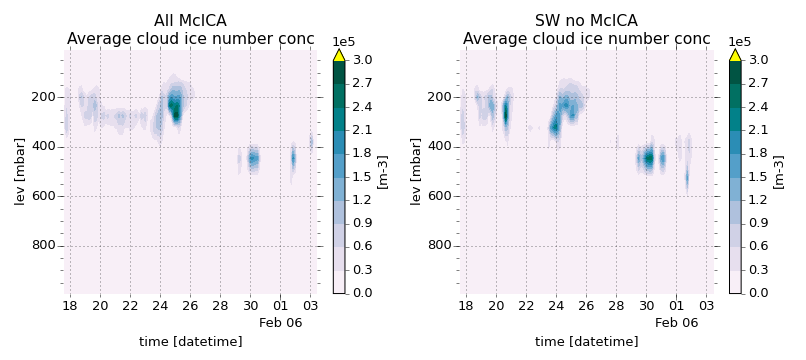 All McICA
Average cloud ice number conc
1e5
3.0
2.7
2.4
2.1
1.8
1.5
1.2
0.9
0.6
0.3
0.0
[m-3]
lev [mbar]
200
400
600
800
18 20 22 24 26 28 30 01 03
Feb 06
time [datetime]
SW no McICA
Average cloud ice number conc
1e5
3.0
2.7
2.4
2.1
1.8
1.5
1.2
0.9
0.6
0.3
0.0
[m-3]
lev [mbar]
200
400
600
800
18 20 22 24 26 28 30 01 03
Feb 06
time [datetime]